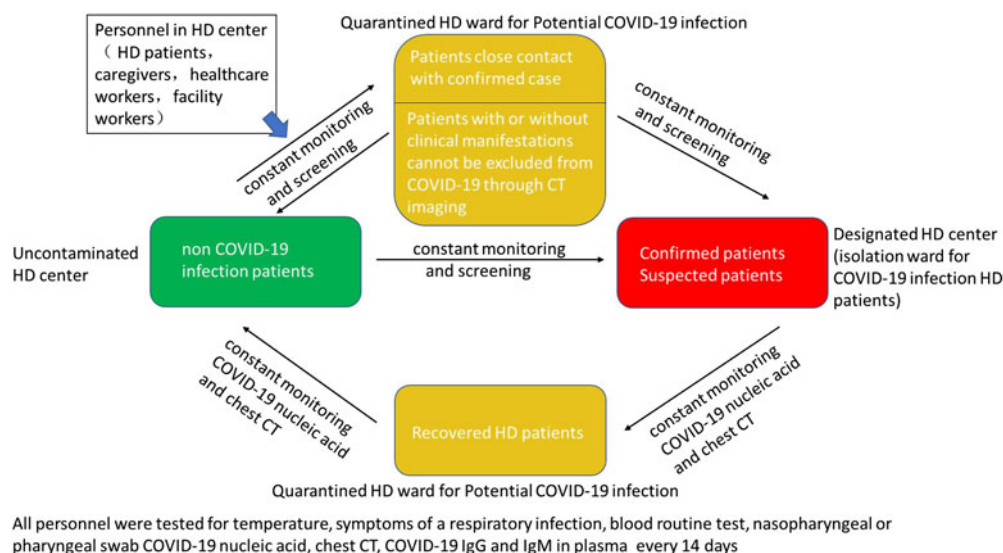 Quarantined HD ward for Potential COVID-19 infection
Personnel in HD center
（ HD patients，
caregivers，healthcare
workers，facility
workers）
Patients close contact
with confirmed case
Patients with or without
clinical manifestations
cannot be excluded from
COVID-19 through CT
imaging
constant monitoring
and screening
constant monitoring
and screening
Uncontaminated
HD center
non COVID-19
infection patients
constant monitoring
and screening
Confirmed patients
Suspected patients
Designated HD center
(isolation ward for
COVID-19 infection HD
patients)
constant monitoring
COVID-19 nucleic acid
and chest CT
Recovered HD patients
constant monitoring
COVID-19 nucleic acid
and chest CT
Quarantined HD ward for Potential COVID-19 infection
All personnel were tested for temperature, symptoms of a respiratory infection, blood routine test, nasopharyngeal or
pharyngeal swab COVID-19 nucleic acid, chest CT, COVID-19 IgG and IgM in plasma every 14 days